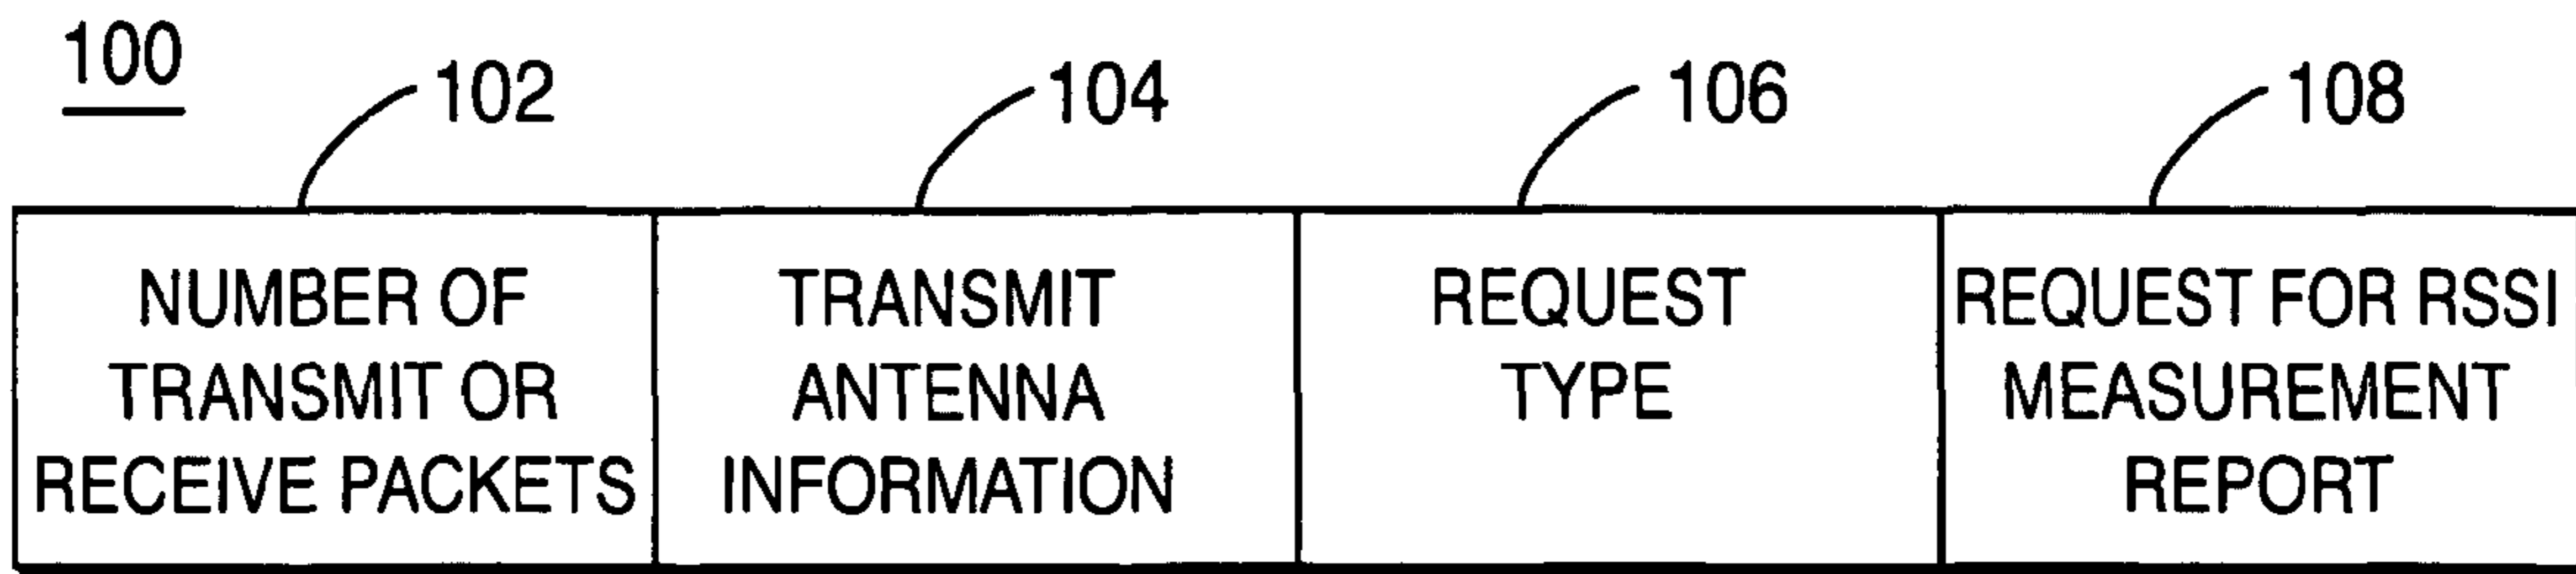 100
102
104
106
108
NUMBER OF
TRANSMIT OR
RECEIVE PACKETS
TRANSMIT
ANTENNA
INFORMATION
REQUEST
TYPE
REQUEST FOR RSSI
MEASUREMENT
REPORT